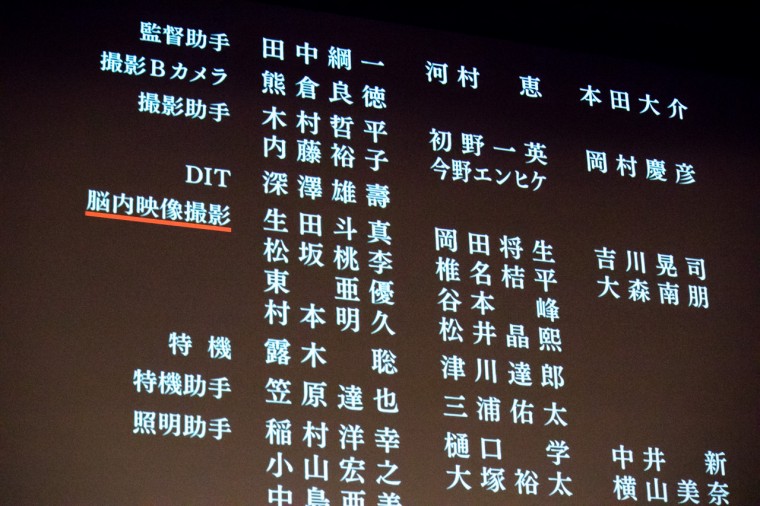 監督助手 田中綱一 河村 恵 本田大介
撮影Bカメラ 熊倉良徳
撮影助手 木村哲平 初野一英 岡村慶彦
内藤裕子 今野エンヒケ
DIT 深澤雄壽
脳内映像撮影 生田斗真 岡田将生 吉川晃司
松坂桃李 椎名桔平 大森南朋
東 亜優 谷本 峰
村本明久 松井晶熙
特機 露木 聡 津川達郎
特機助手 笠原達也 三浦佑太
照明助手 稲村洋幸 樋口 学 中井 新
小山宏之 大塚裕太 横山美奈
中島亜美